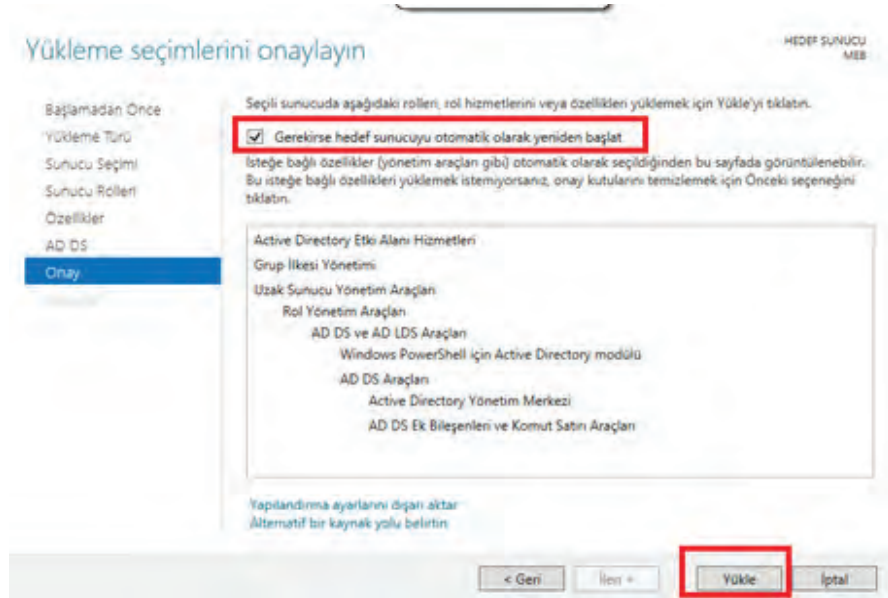 Yükleme seçimlerini onaylayın
HEDEF SUNUCU
MEB
Başlamadan Önce
Yükleme Türü
Sunucu Seçimi
Sunucu Rolleri
Özellikler
AD DS
Onay
Seçili sunucuda aşağıdaki rolleri, rol hizmetlerini veya özellikleri yüklemek için Yükle'yi tıklatın.
Gerekirse hedef sunucuyu otomatik olarak yeniden başlat
İsteğe bağlı özellikler (yönetim araçları gibi) otomatik olarak seçildiğinden bu sayfada görüntülenebilir.
Bu isteğe bağlı özellikleri yüklemek istemiyorsanız, onay kutularını temizlemek için Önceki seçeneğini
tıklatın.
Active Directory Etki Alanı Hizmetleri
Grup İlkesi Yönetimi
Uzak Sunucu Yönetim Araçları
Rol Yönetim Araçları
AD DS ve AD LDS Araçları
Windows PowerShell için Active Directory modülü
AD DS Araçları
Active Directory Yönetim Merkezi
AD DS Ek Bileşenleri ve Komut Satırı Araçları
Yapılandırma ayarlarını dışarı aktar
Alternatif bir kaynak yolu belirtin
< Geri
İleri >
Yükle
İptal